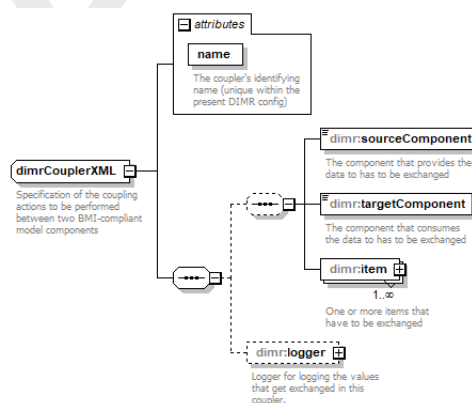 attributes
name
The coupler's identifying
name (unique within the
present DIMR config)
dimrCouplerXML
Specification of the coupling
actions to be performed
between two BMI-compliant
model components
dimr:sourceComponent
The component that provides the
data to has to be exchanged
dimr:targetComponent
The component that consumes
the data to has to be exchanged
dimr:item
1..∞
One or more items that
have to be exchanged
dimr:logger
Logger for logging the values
that get exchanged in this
coupler.